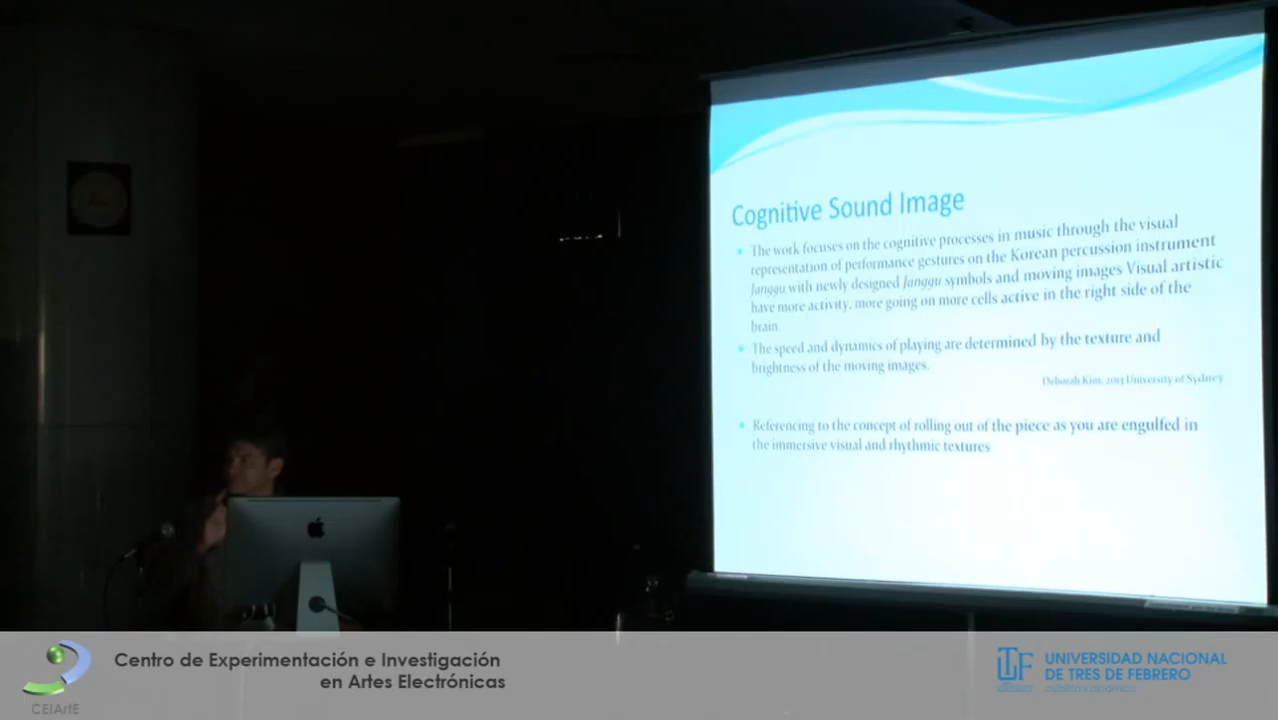 Cognitive Sound Image
The work focuses on the cognitive processes in music through the visual
representation of performance gestures on the Korean percussion instrument
Janggu with newly designed Janggu symbols and moving images Visual artistic
have more activity, more going on more cells active in the right side of the
brain.
The speed and dynamics of playing are determined by the texture and
brightness of the moving images.
Deborah Kim, 2013 University of Sydney
Referencing to the concept of rolling out of the piece as you are engulfed in
the immersive visual and rhythmic textures
Centro de Experimentación e Investigación
en Artes Electrónicas
CEIArtE
UNIVERSIDAD NACIONAL
DE TRES DE FEBRERO